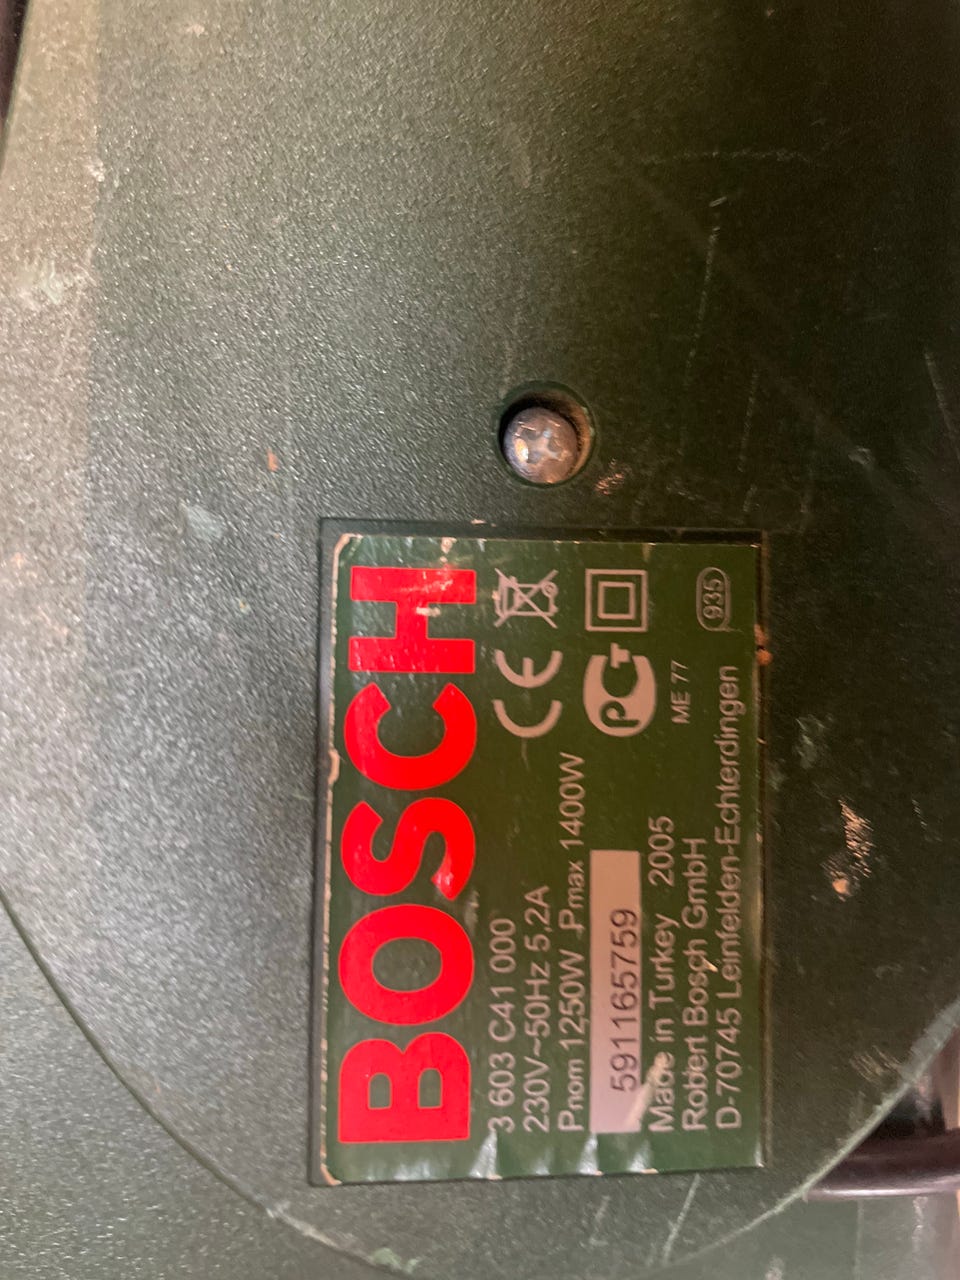 BOSCH
3 603 C41 000
230V~50Hz 5,2A
Pnom 1250W Pmax 1400W
CE
PCT
591165759
Made in Turkey 2005
ME 77
Robert Bosch GmbH
D-70745 Leinfelden-Echterdingen
935